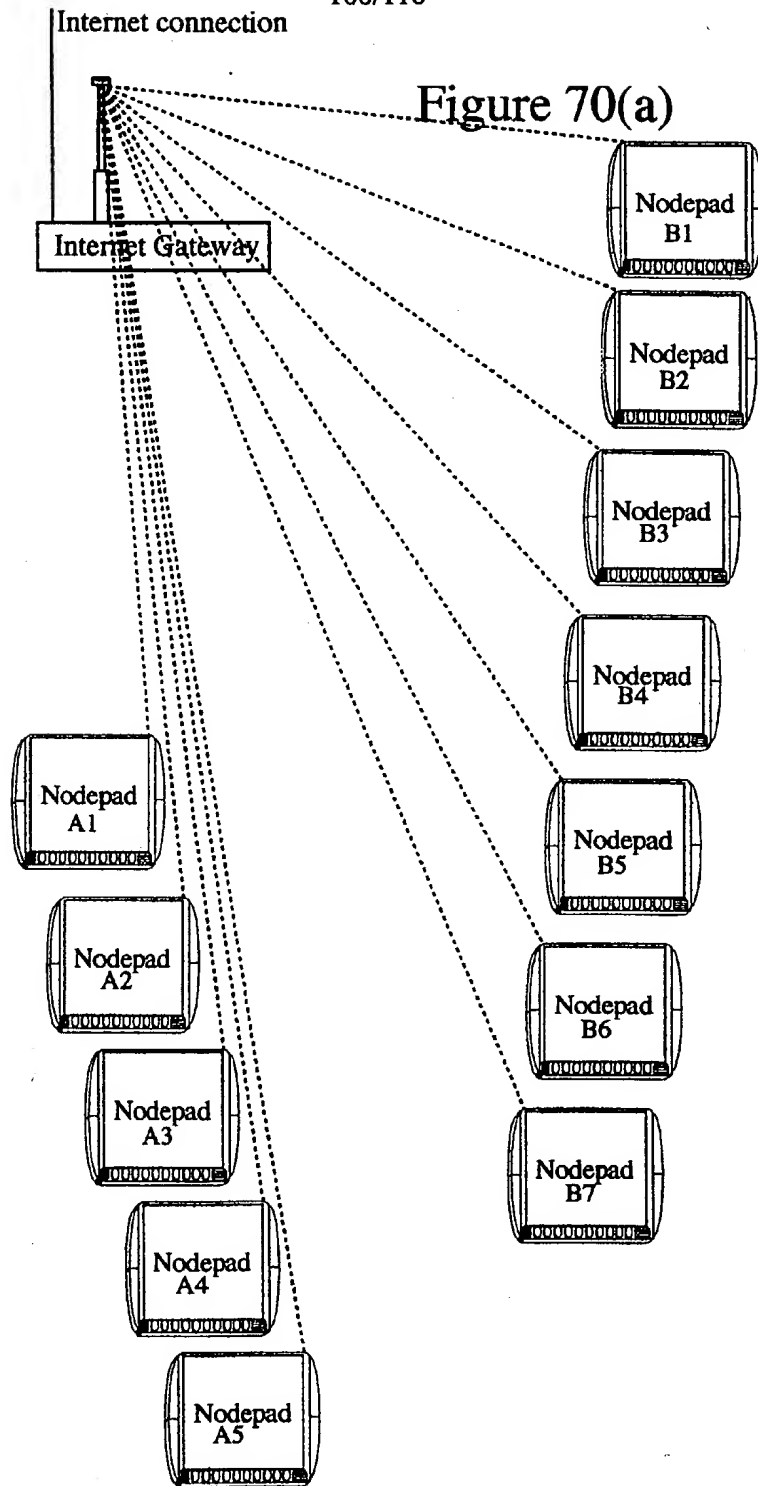 Internet connection
Figure 70(a)
Internet Gateway
Nodepad
B1
Nodepad
B2
Nodepad
B3
Nodepad
B4
Nodepad
A1
Nodepad
B5
Nodepad
A2
Nodepad
B6
Nodepad
A3
Nodepad
B7
Nodepad
A4
Nodepad
A5